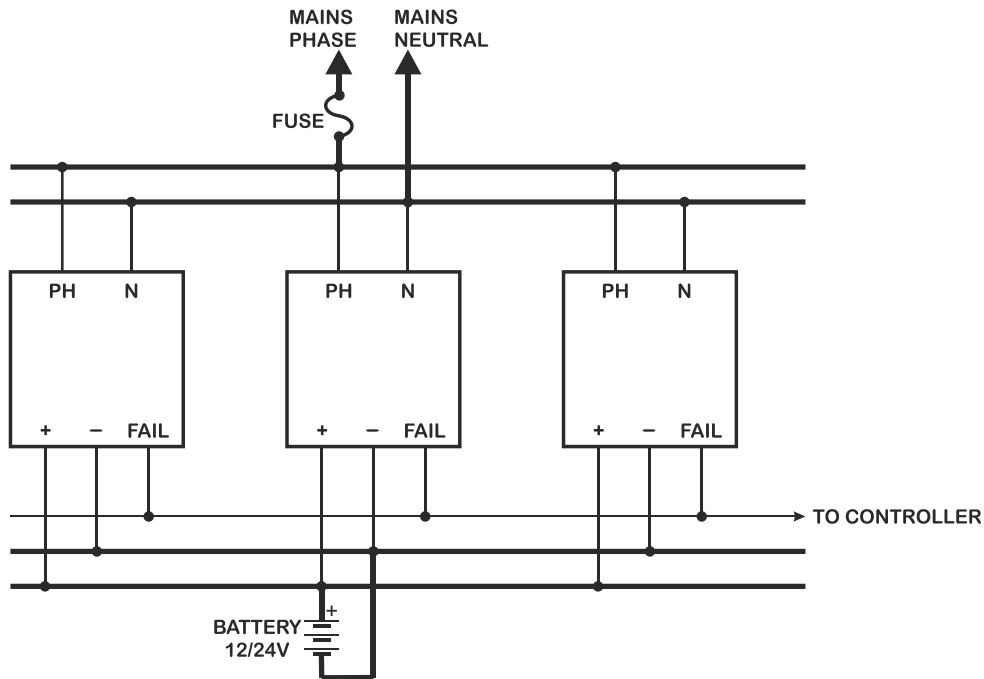 MAINS
PHASE
MAINS
NEUTRAL
FUSE
PH N
PH N
PH N
+ − FAIL
+ − FAIL
+ − FAIL
TO CONTROLLER
+
BATTERY
12/24V